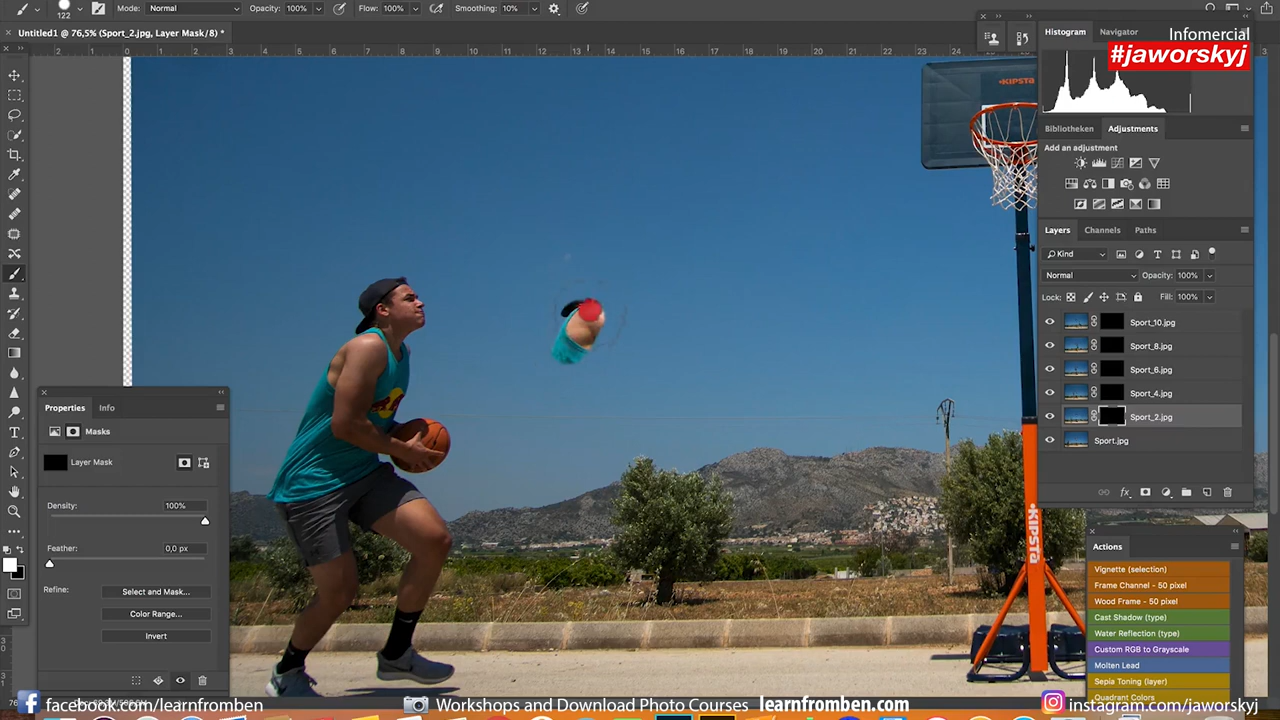 122
Mode:
Normal
Opacity:
100%
Flow:
100%
Smoothing:
10%
Untitled1 @ 76,5% (Sport_2.jpg, Layer Mask/8) *
Histogram
Navigator
Infomercial
#jaworskyj
KIPSTA
Bibliotheken
Adjustments
Add an adjustment
Layers
Channels
Paths
Kind
Normal
Opacity:
100%
Lock:
Fill:
100%
Sport_10.jpg
Sport_8.jpg
Sport_6.jpg
Sport_4.jpg
Sport_2.jpg
Sport.jpg
fx
KIPSTA
Properties
Info
Masks
Layer Mask
Density:
100%
Feather:
0,0 px
Refine:
Select and Mask...
Color Range...
Invert
Actions
Vignette (selection)
Frame Channel - 50 pixel
Wood Frame - 50 pixel
Cast Shadow (type)
Water Reflection (type)
Custom RGB to Grayscale
Molten Lead
Sepia Toning (layer)
Quadrant Colors
facebook.com/learnfromben
Workshops and Download Photo Courses learnfromben.com
instagram.com/jaworskyj